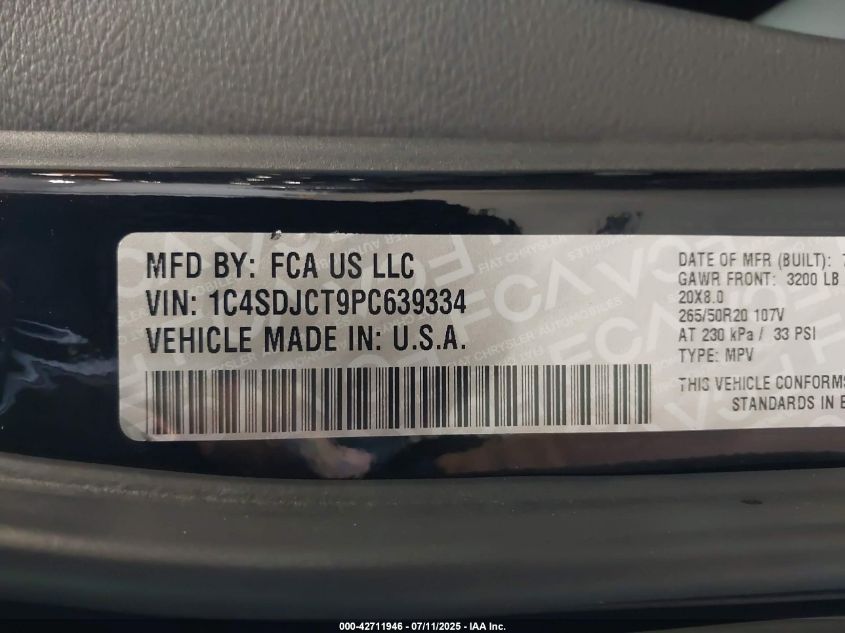 MFD BY: FCA US LLC
VIN: 1C4SDJCT9PC639334
VEHICLE MADE IN: U.S.A.
DATE OF MFR (BUILT): 7
GAWR FRONT: 3200 LB
20X8.0
265/50R20 107V
AT 230 kPa / 33 PSI
TYPE: MPV
THIS VEHICLE CONFORMS
STANDARDS IN E
000-42711946 - 07/11/2025 - IAA Inc.